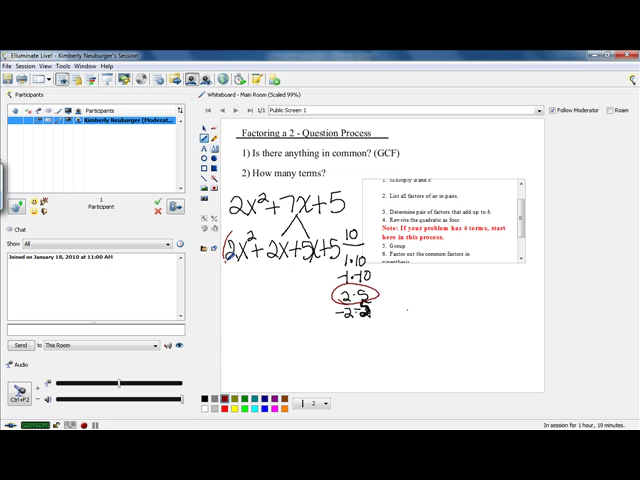 Elluminate Live! - Kimberly Neuburger's Session
File Session View Tools Window Help
Participants
Participants
Kimberly Neuburger (Moderat...
1
Participant
Chat
Show All
Joined on January 18, 2010 at 11:00 AM
Send To This Room
Audio
Ctrl+F2
Whiteboard - Main Room (Scaled 99%)
1/1 Public Screen 1
Follow Moderator Roam
Factoring a 2 - Question Process
1) Is there anything in common? (GCF)
2) How many terms?
1. Multiply a and c.
2. List all factors of ac in pairs.
3. Determine pair of factors that add up to b.
4. Rewrite the quadratic as four.
Note: If your problem has 4 terms, start
here in this process.
5. Group
6. Factor out the common factors in
parenthesis
2x²+7x+5
(2x²+2x+5x+5
10
1·10
-1·-10
2·5
2
In session for 1 hour, 19 minutes.